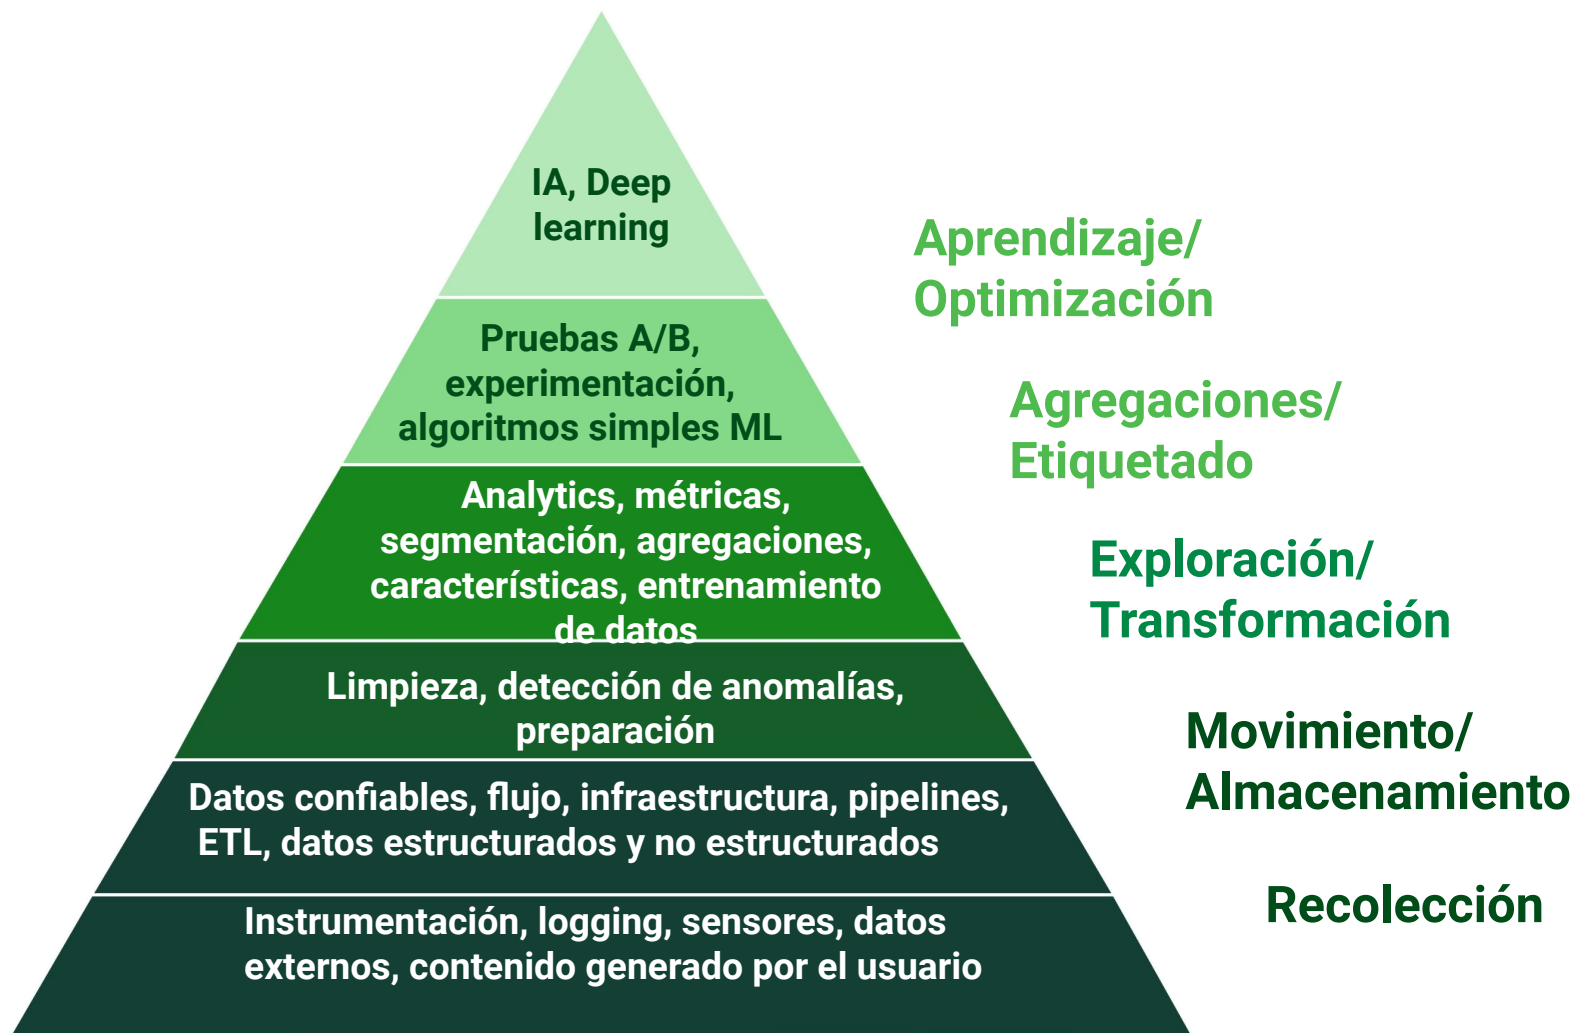 IA, Deep
learning
Aprendizaje/
Optimización
Pruebas A/B,
experimentación,
algoritmos simples ML
Agregaciones/
Etiquetado
Analytics, métricas,
segmentación, agregaciones,
característícas, entrenamiento
de datos
Exploración/
Transformación
Limpieza, detección de anomalías,
preparación
Movimiento/
Almacenamiento
Datos confiables, flujo, infraestructura, pipelines,
ETL, datos estructurados y no estructurados
Recolección
Instrumentación, logging, sensores, datos
externos, contenido generado por el usuario